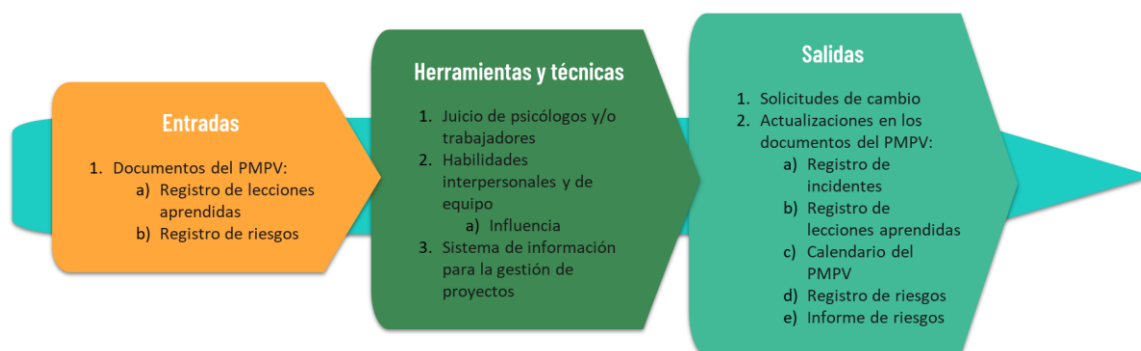 Entradas
1. Documentos del PMPV:
a) Registro de lecciones
aprendidas
b) Registro de riesgos
Herramientas y técnicas
1. Juicio de psicólogos y/o
trabajadores
2. Habilidades
interpersonales y de
equipo
a) Influencia
3. Sistema de información
para la gestión de
proyectos
Salidas
1. Solicitudes de cambio
2. Actualizaciones en los
documentos del PMPV:
a) Registro de
incidentes
b) Registro de
lecciones aprendidas
c) Calendario del
PMPV
d) Registro de riesgos
e) Informe de riesgos